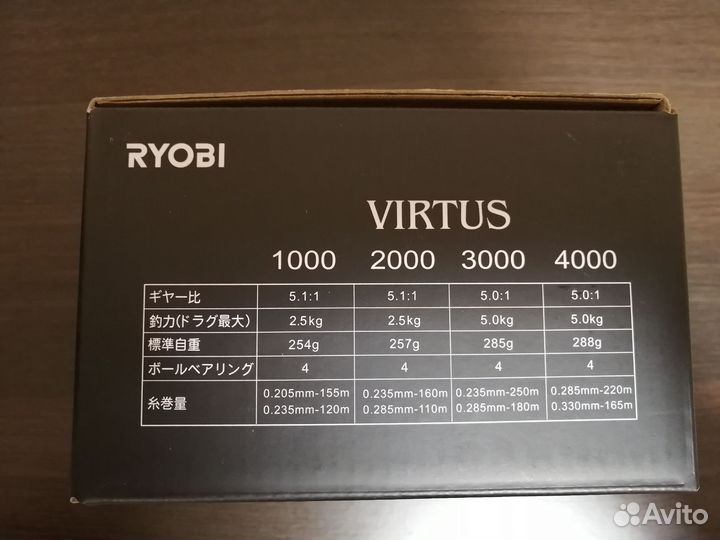 RYOBI
VIRTUS
1000 2000 3000 4000
ギヤー比 5.1:1 5.1:1 5.0:1 5.0:1
釣力(ドラグ最大) 2.5kg 2.5kg 5.0kg 5.0kg
標準自重 254g 257g 285g 288g
ボールベアリング 4 4 4 4
糸巻量 0.205mm-155m 0.235mm-160m 0.235mm-250m 0.285mm-220m
0.235mm-120m 0.285mm-110m 0.285mm-180m 0.330mm-165m
Avito